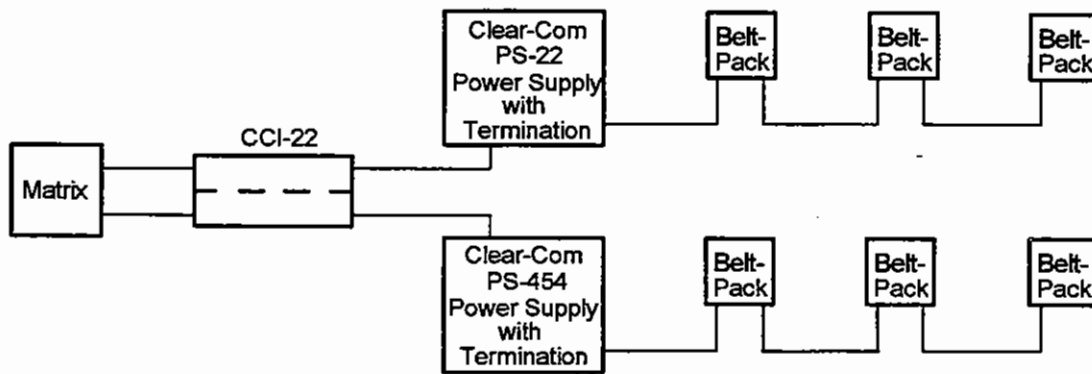 Clear-Com
PS-22
Power Supply
with
Termination
Belt-
Pack
Belt-
Pack
Belt-
Pack
CCI-22
Matrix
Clear-Com
PS-454
Power Supply
with
Termination
Belt-
Pack
Belt-
Pack
Belt-
Pack